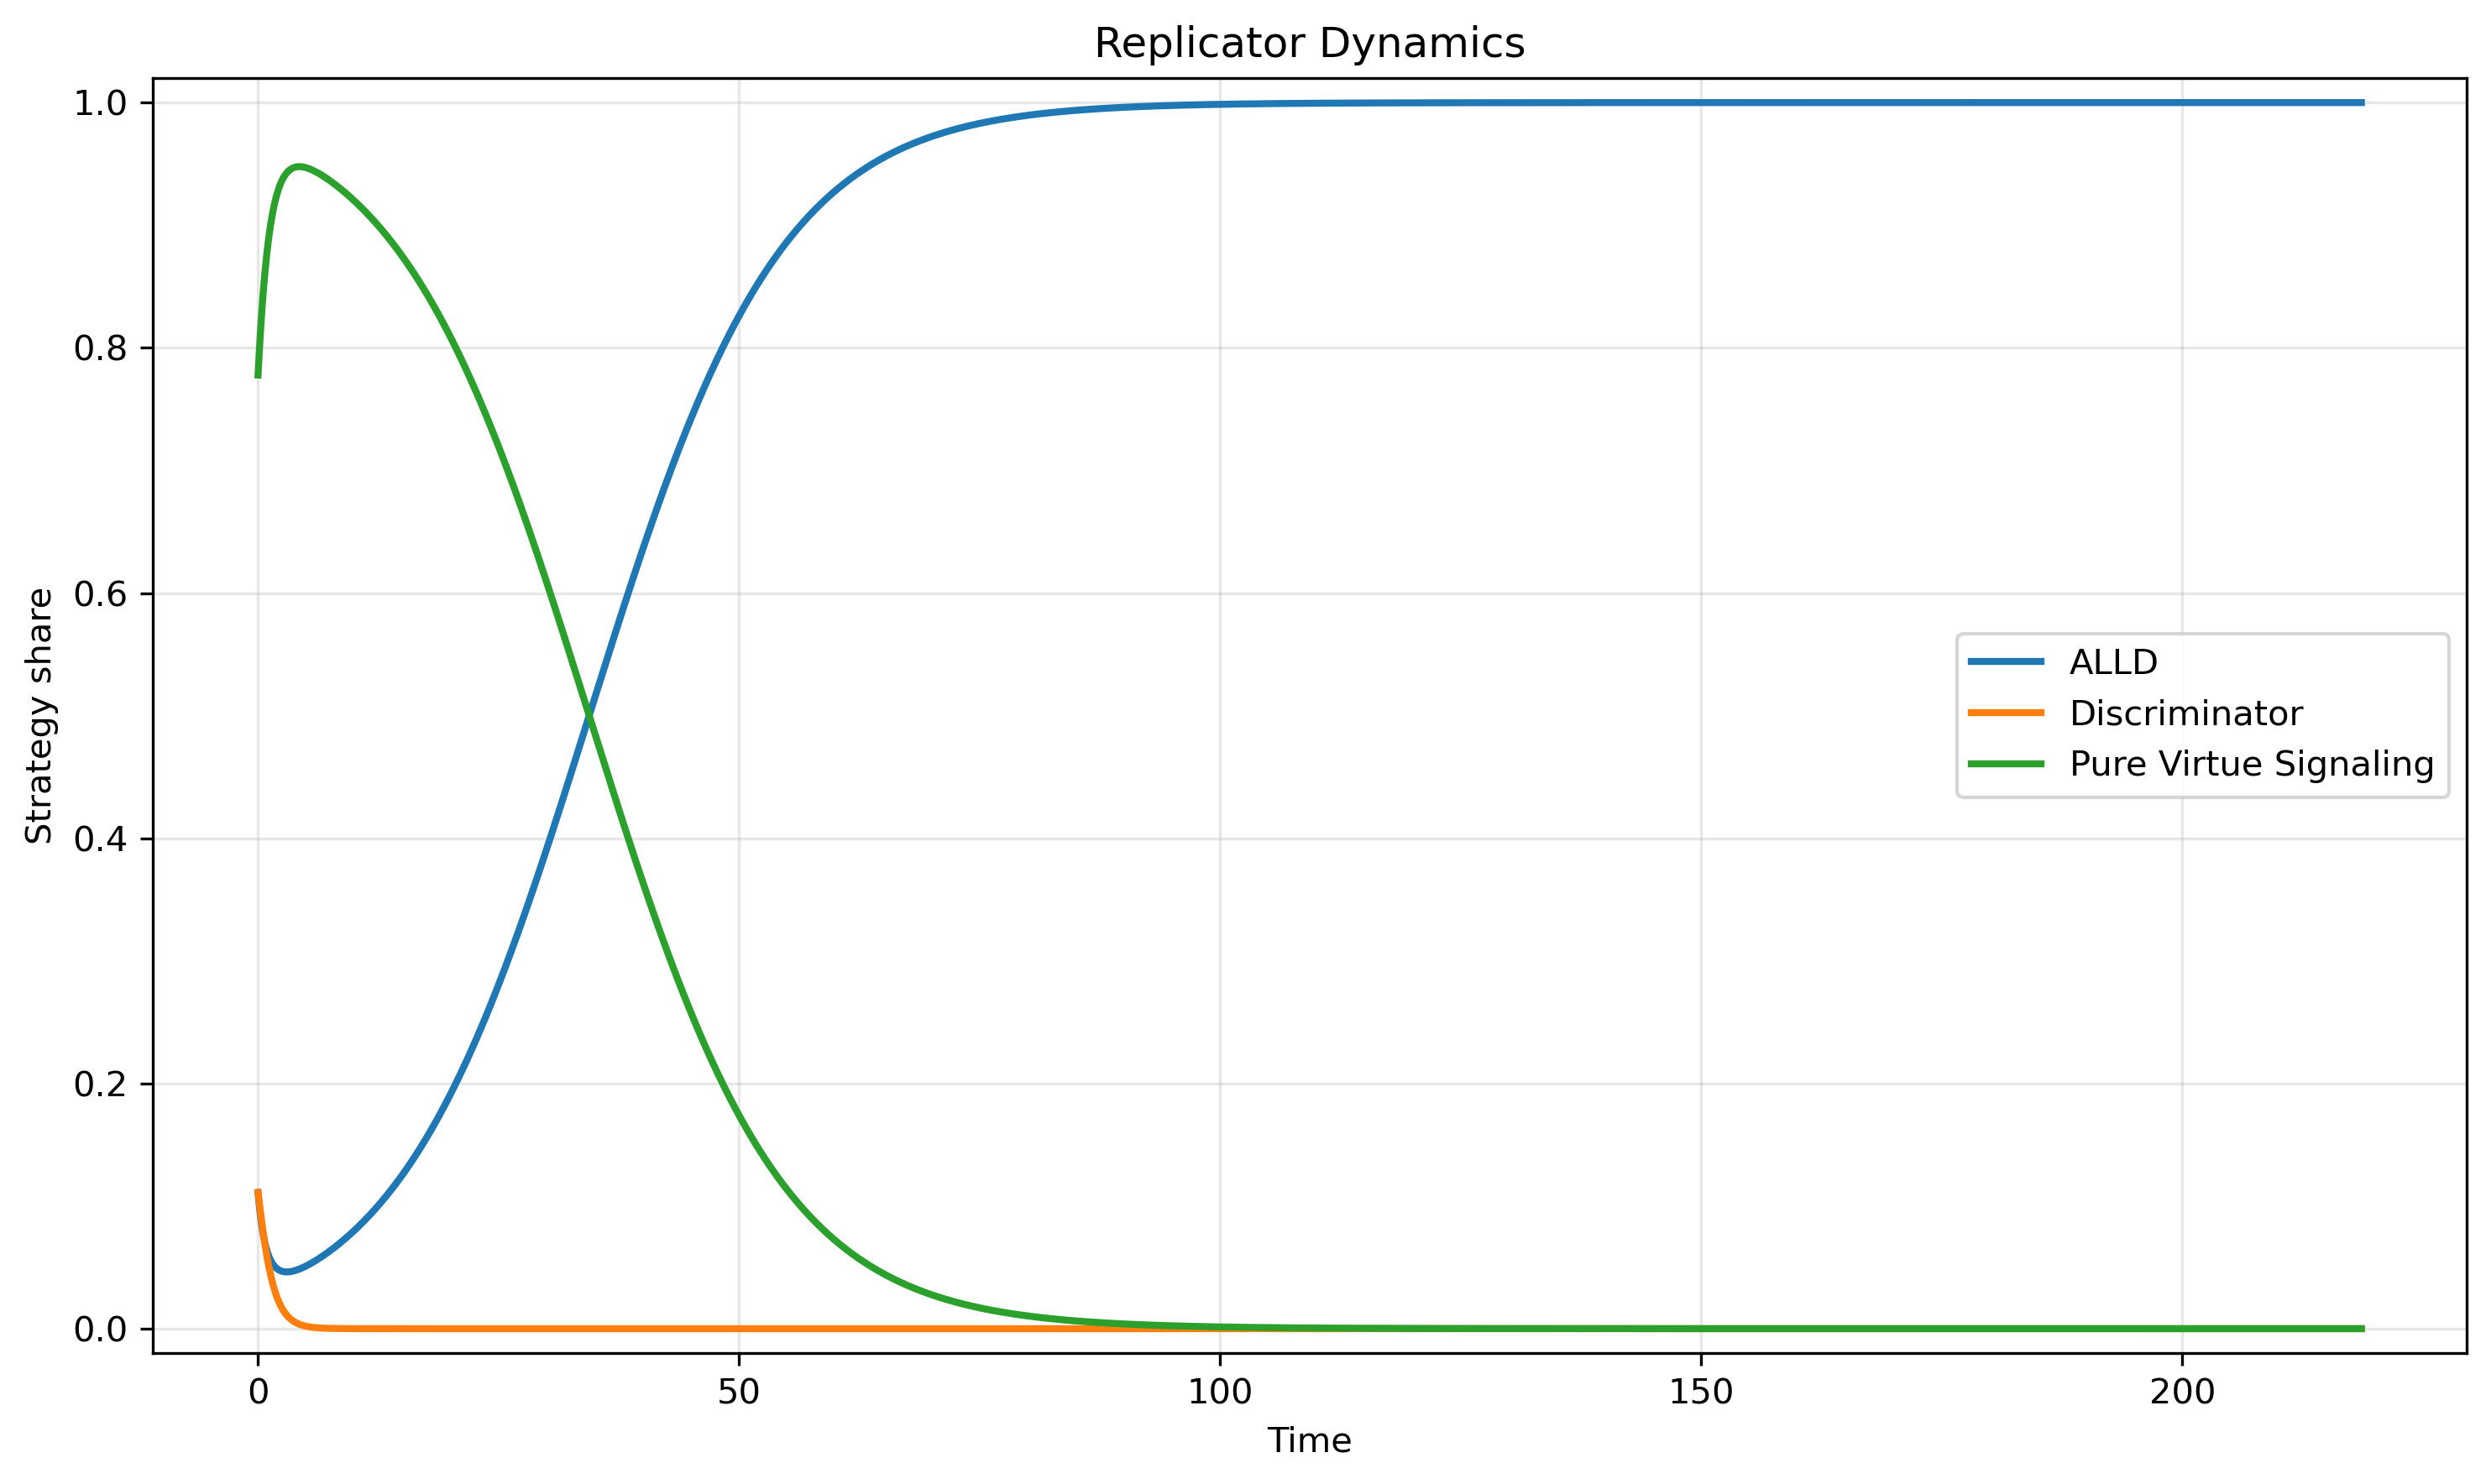 Replicator Dynamics
Strategy share
1.0
0.8
0.6
0.4
0.2
0.0
ALLD
Discriminator
Pure Virtue Signaling
0 50 100 150 200
Time